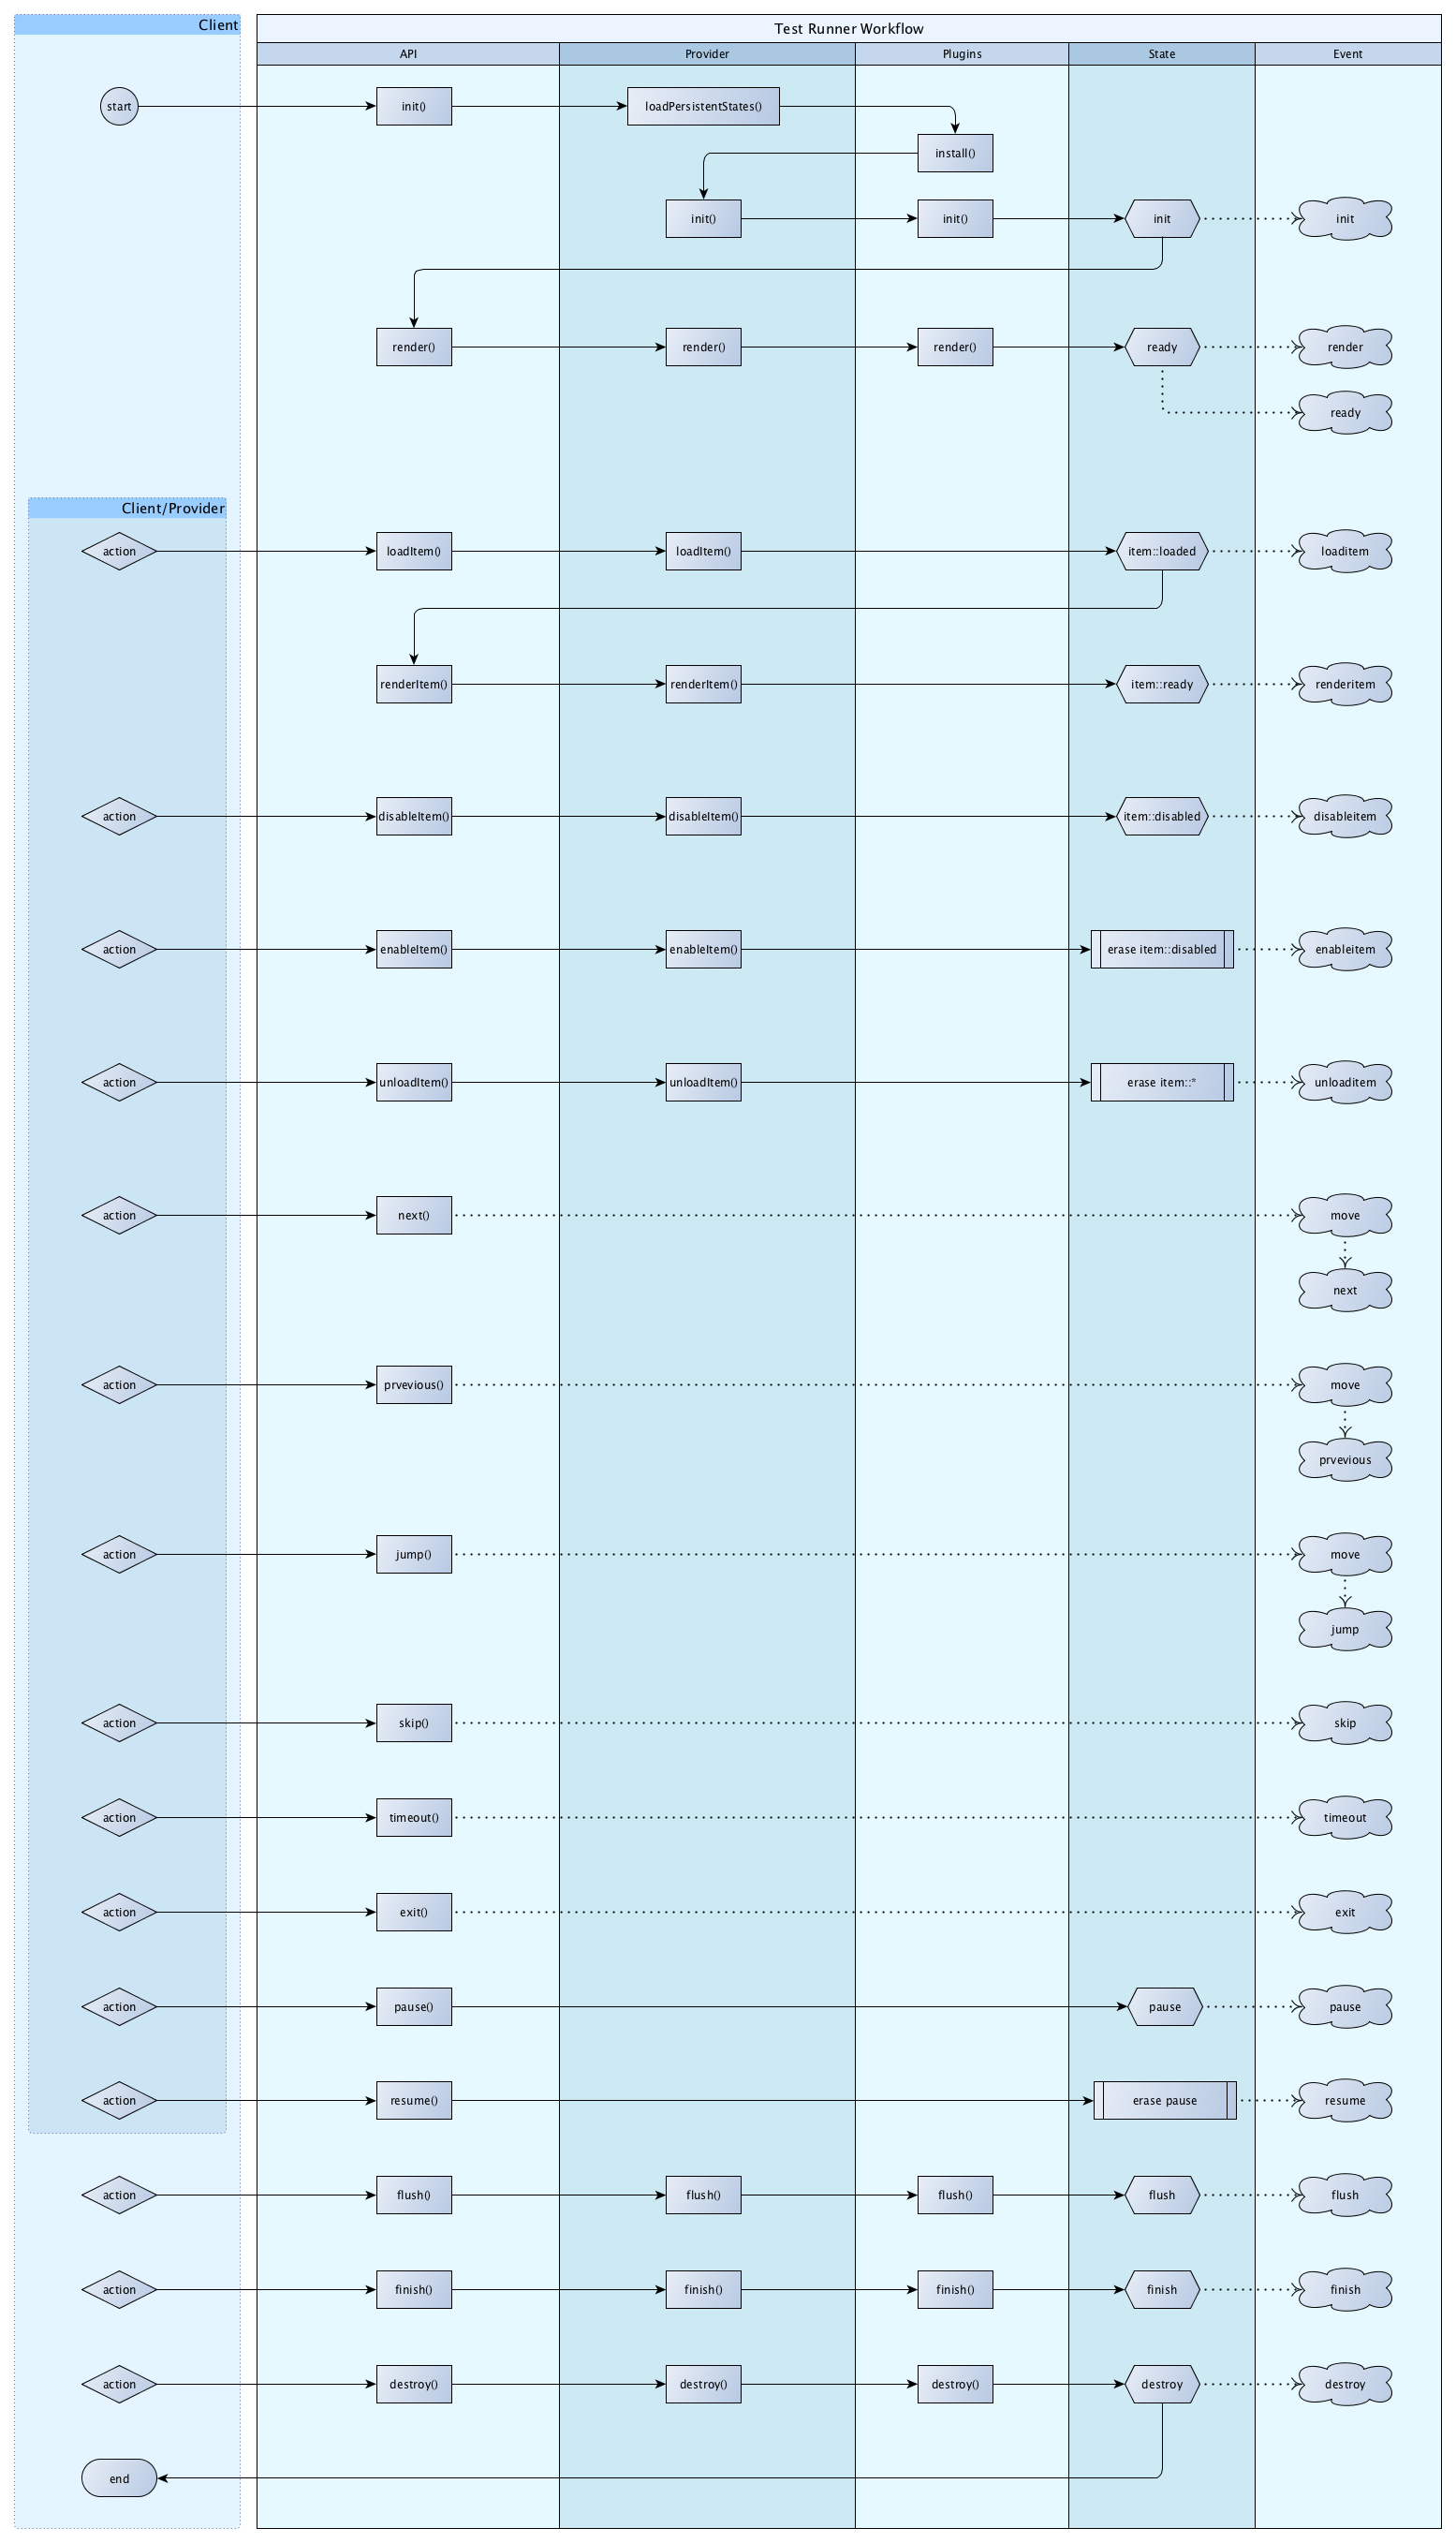 Client
Test Runner Workflow
API Provider Plugins State Event
start init() loadPersistentStates()
install()
init() init() init init
render() render() render() ready render
ready
Client/Provider
action loadItem() loadItem() item::loaded loaditem
renderItem() renderItem() item::ready renderitem
action disableItem() disableItem() item::disabled disableitem
action enableItem() enableItem() erase item::disabled enableitem
action unloadItem() unloadItem() erase item::* unloaditem
action next() move
next
action prvevious() move
prvevious
action jump() move
jump
action skip() skip
action timeout() timeout
action exit() exit
action pause() pause pause
action resume() erase pause resume
action flush() flush() flush() flush flush
action finish() finish() finish() finish finish
action destroy() destroy() destroy() destroy destroy
end